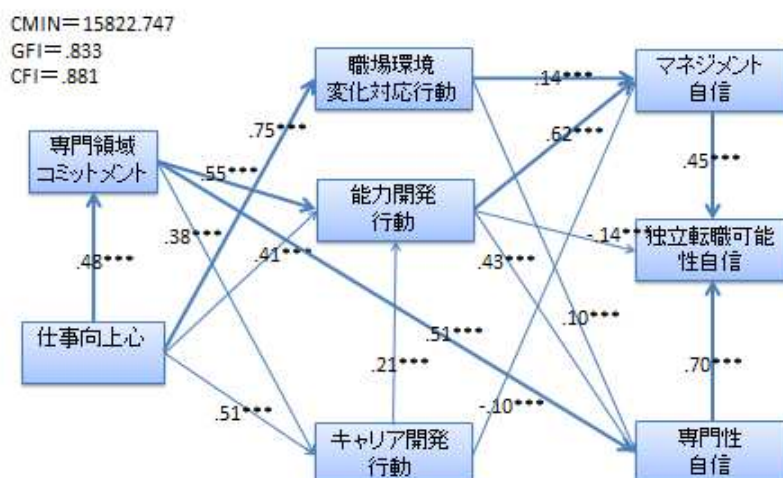 CMIN＝15822.747
GFI＝.833
CFI＝.881
職場環境
変化対応行動
マネジメント
自信
.14***
.75***
.62***
専門領域
コミットメント
.55***
.45***
能力開発
行動
.38***
.41***
-.14***
独立転職可能
性自信
.43***
.48***
仕事向上心
.51***
.10***
.21***
.70***
.51***
-.10***
キャリア開発
行動
専門性
自信